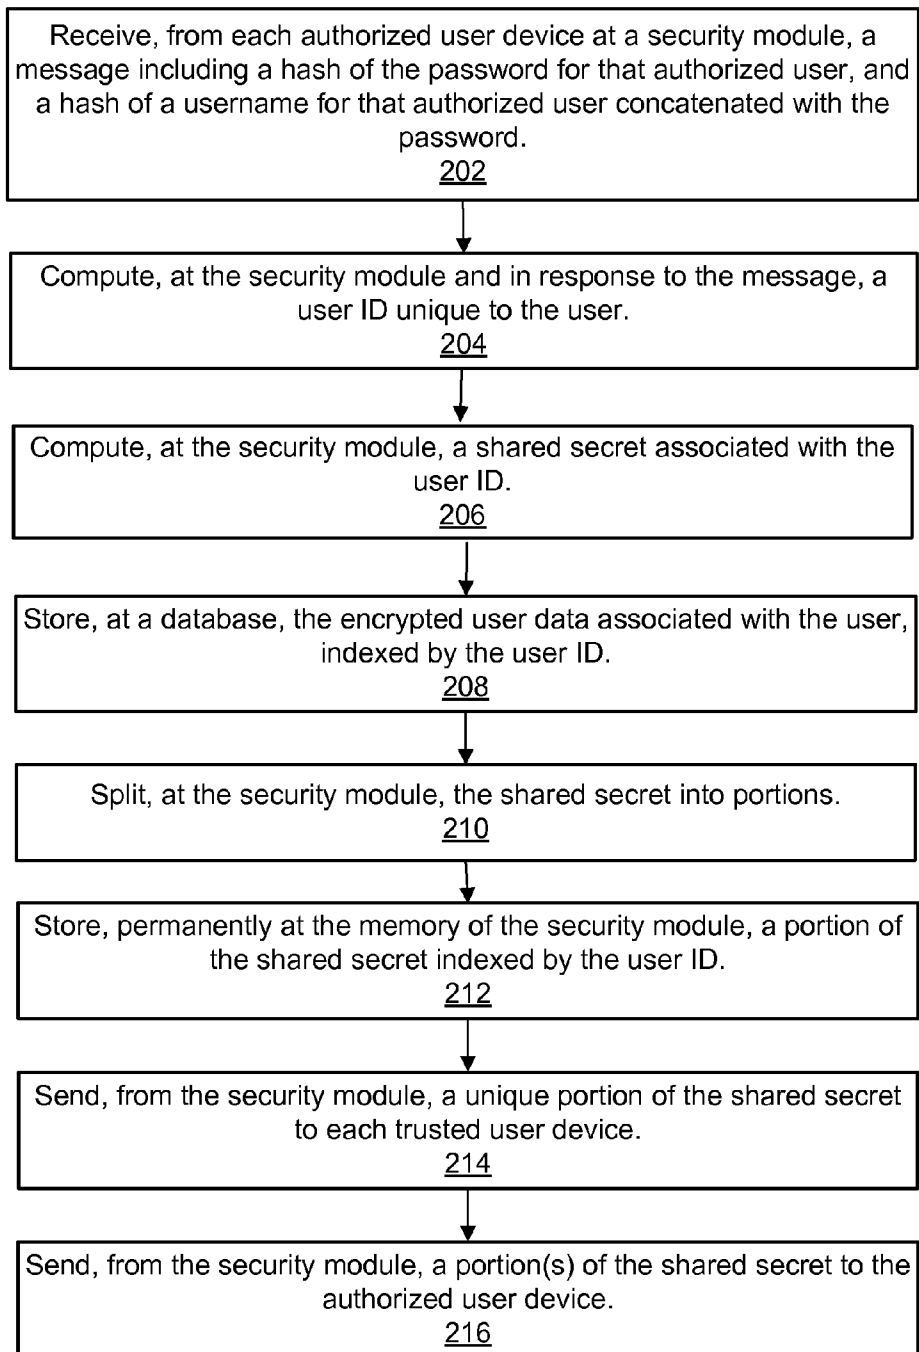 Receive, from each authorized user device at a security module, a
message including a hash of the password for that authorized user, and
a hash of a username for that authorized user concatenated with the
password.
202
Compute, at the security module and in response to the message, a
user ID unique to the user.
204
Compute, at the security module, a shared secret associated with the
user ID.
206
Store, at a database, the encrypted user data associated with the user,
indexed by the user ID.
208
Split, at the security module, the shared secret into portions.
210
Store, permanently at the memory of the security module, a portion of
the shared secret indexed by the user ID.
212
Send, from the security module, a unique portion of the shared secret
to each trusted user device.
214
Send, from the security module, a portion(s) of the shared secret to the
authorized user device.
216